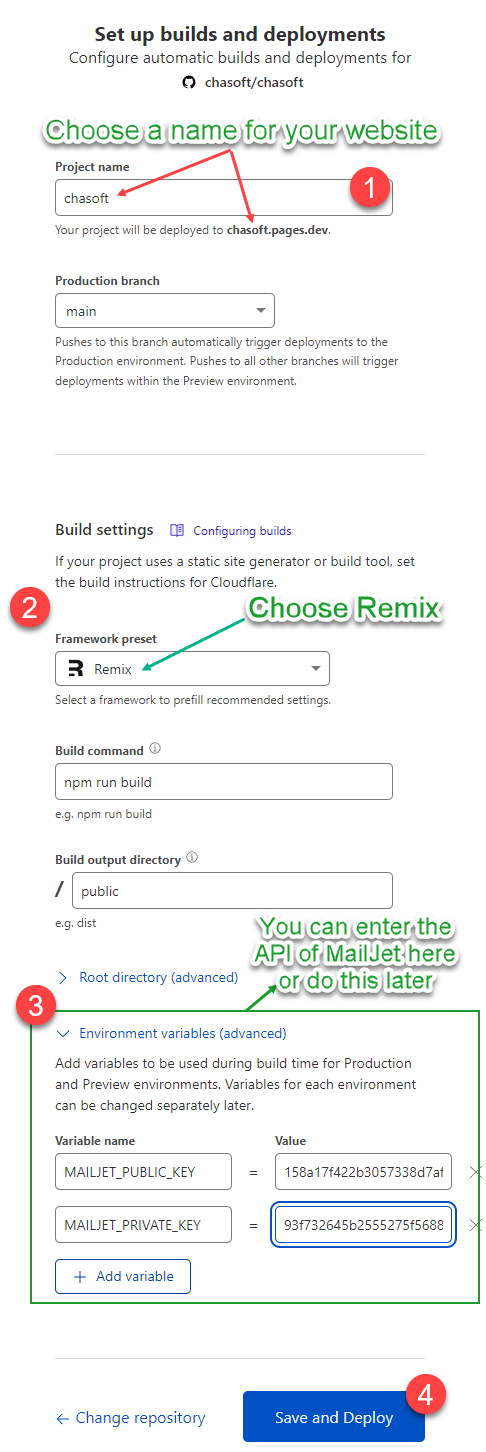 Set up builds and deployments
Configure automatic builds and deployments for
chasoft/chasoft
Choose a name for your website
Project name
1
chasoft
Your project will be deployed to chasoft.pages.dev.
Production branch
main
Pushes to this branch automatically trigger deployments to the
Production environment. Pushes to all other branches will trigger
deployments within the Preview environment.
Build settings
Configuring builds
If your project uses a static site generator or build tool, set
the build instructions for Cloudflare.
2
Choose Remix
Framework preset
Remix
Select a framework to prefill recommended settings.
Build command
npm run build
e.g. npm run build
Build output directory
/ public
e.g. dist
You can enter the
API of MailJet here
or do this later
Root directory (advanced)
3
Environment variables (advanced)
Add variables to be used during build time for Production
and Preview environments. Variables for each environment
can be changed separately later.
Variable name Value
MAILJET_PUBLIC_KEY = 158a17f422b3057338d7af
MAILJET_PRIVATE_KEY = 93f732645b2555275f5688
+ Add variable
4
← Change repository
Save and Deploy